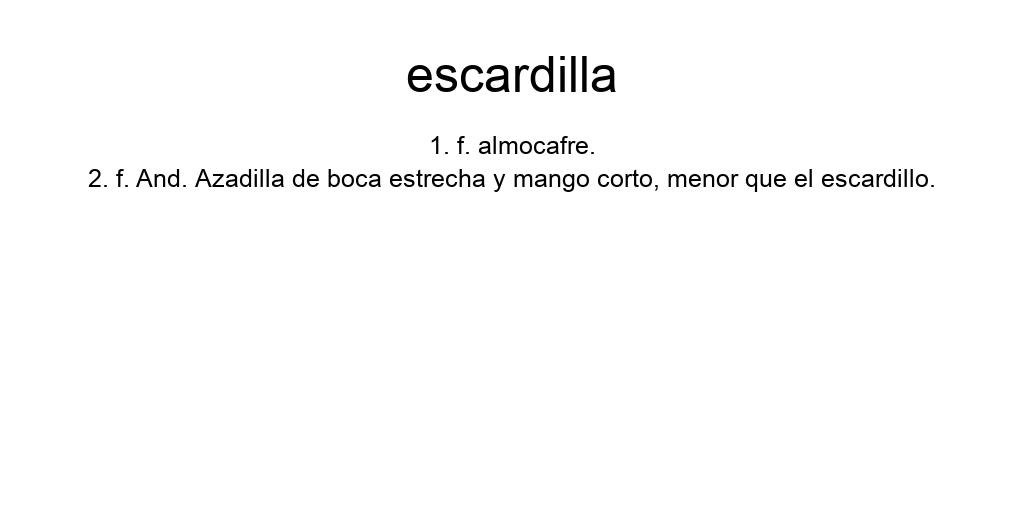 escardilla
1. f. almocafre.
2. f. And. Azadilla de boca estrecha y mango corto, menor que el escardillo.